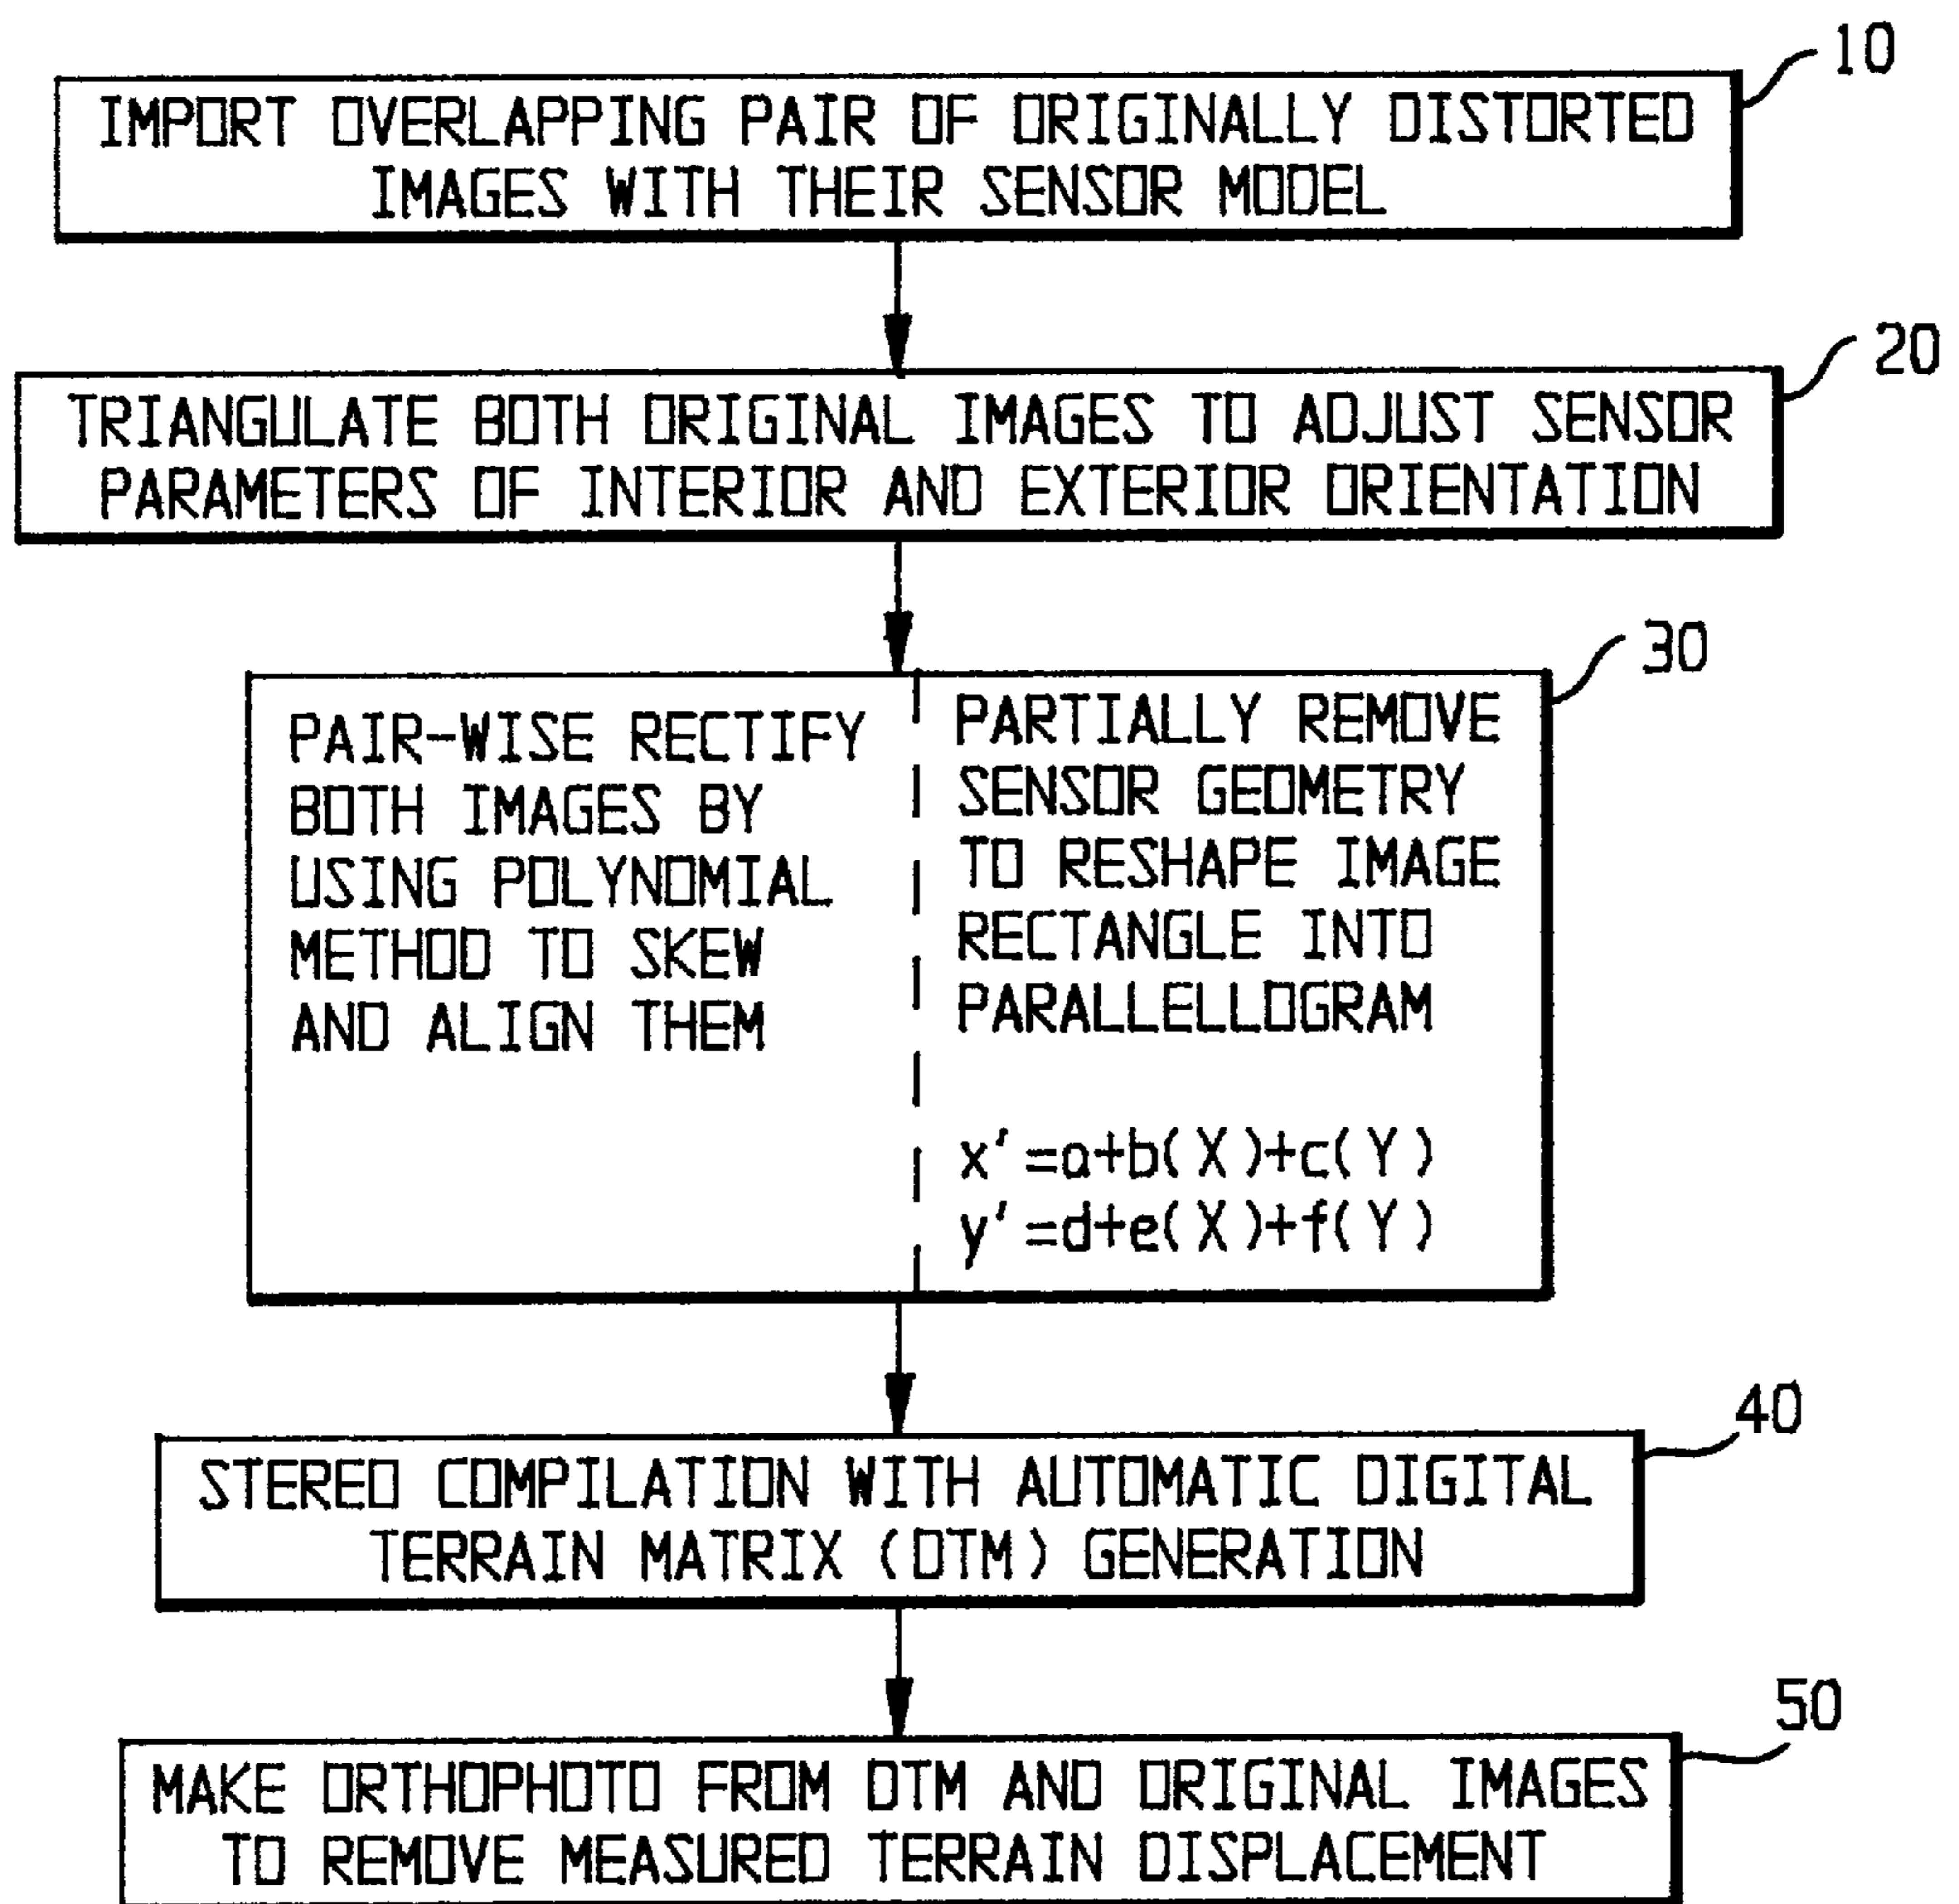 10
IMPORT OVERLAPPING PAIR OF ORIGINALLY DISTORTED
IMAGES WITH THEIR SENSOR MODEL
20
TRIANGULATE BOTH ORIGINAL IMAGES TO ADJUST SENSOR
PARAMETERS OF INTERIOR AND EXTERIOR ORIENTATION
30
PAIR-WISE RECTIFY
BOTH IMAGES BY
USING POLYNOMIAL
METHOD TO SKEW
AND ALIGN THEM
PARTIALLY REMOVE
SENSOR GEOMETRY
TO RESHAPE IMAGE
RECTANGLE INTO
PARALLELLOGRAM
x'=a+b(X)+c(Y)
y'=d+e(X)+f(Y)
40
STEREO COMPILATION WITH AUTOMATIC DIGITAL
TERRAIN MATRIX (DTM) GENERATION
50
MAKE ORTHOPHOTO FROM DTM AND ORIGINAL IMAGES
TO REMOVE MEASURED TERRAIN DISPLACEMENT